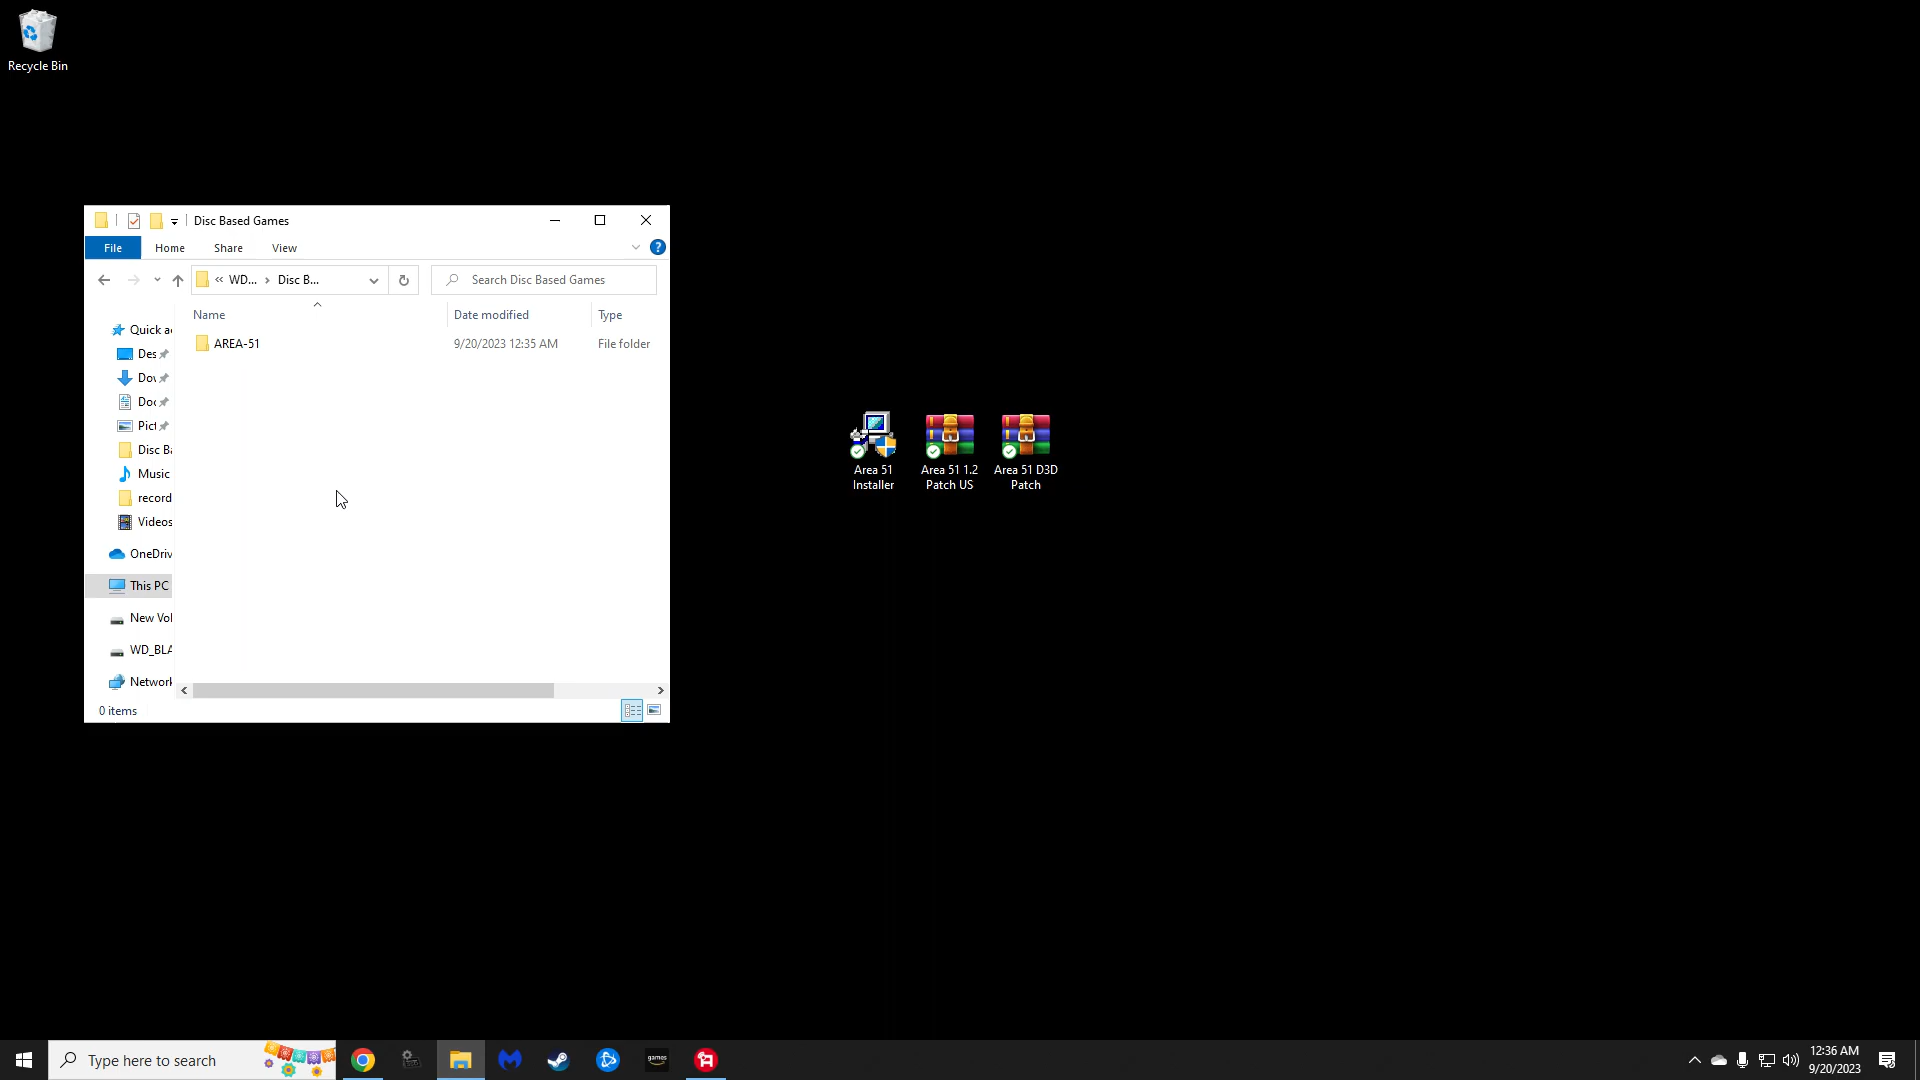 Recycle Bin
Disc Based Games
File Home Share View
« WD... › Disc B...
Search Disc Based Games
Name Date modified Type
AREA-51 9/20/2023 12:35 AM File folder
Quick a
Des
Dov
Doc
Pict
Disc Ba
Music
record
Videos
OneDriv
This PC
New Vol
WD_BLA
Network
0 items
Area 51
Installer
Area 51 1.2
Patch US
Area 51 D3D
Patch
Type here to search
games
12:36 AM
9/20/2023